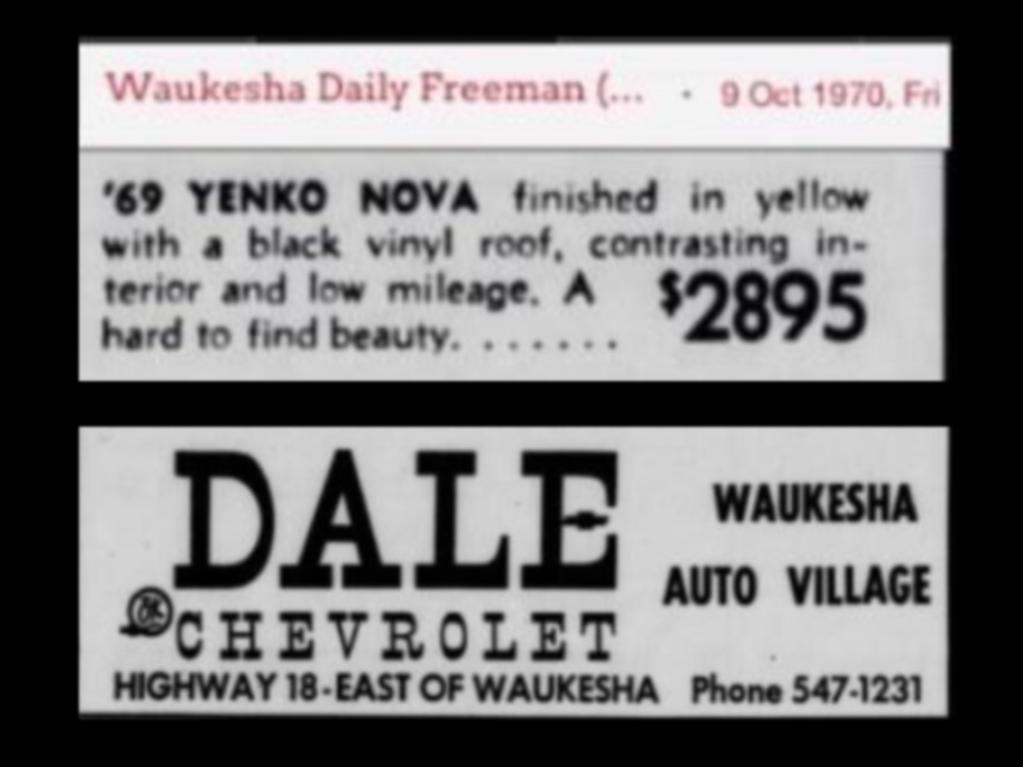 Waukesha Daily Freeman (... · 9 Oct 1970, Fri
'69 YENKO NOVA finished in yellow
with a black vinyl roof, contrasting in-
terior and low mileage. A
hard to find beauty. ...... $2895
DALE
WAUKESHA
AUTO VILLAGE
OK
CHEVROLET
HIGHWAY 18-EAST OF WAUKESHA Phone 547-1231